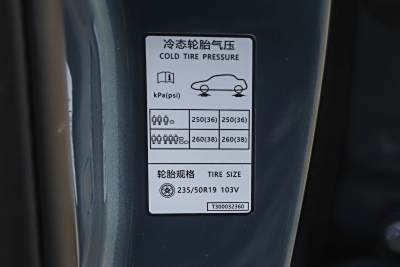 冷态轮胎气压
COLD TIRE PRESSURE
kPa(psi)
250(36) 250(36)
260(38) 260(38)
轮胎规格 TIRE SIZE
235/50R19 103V
T300032360